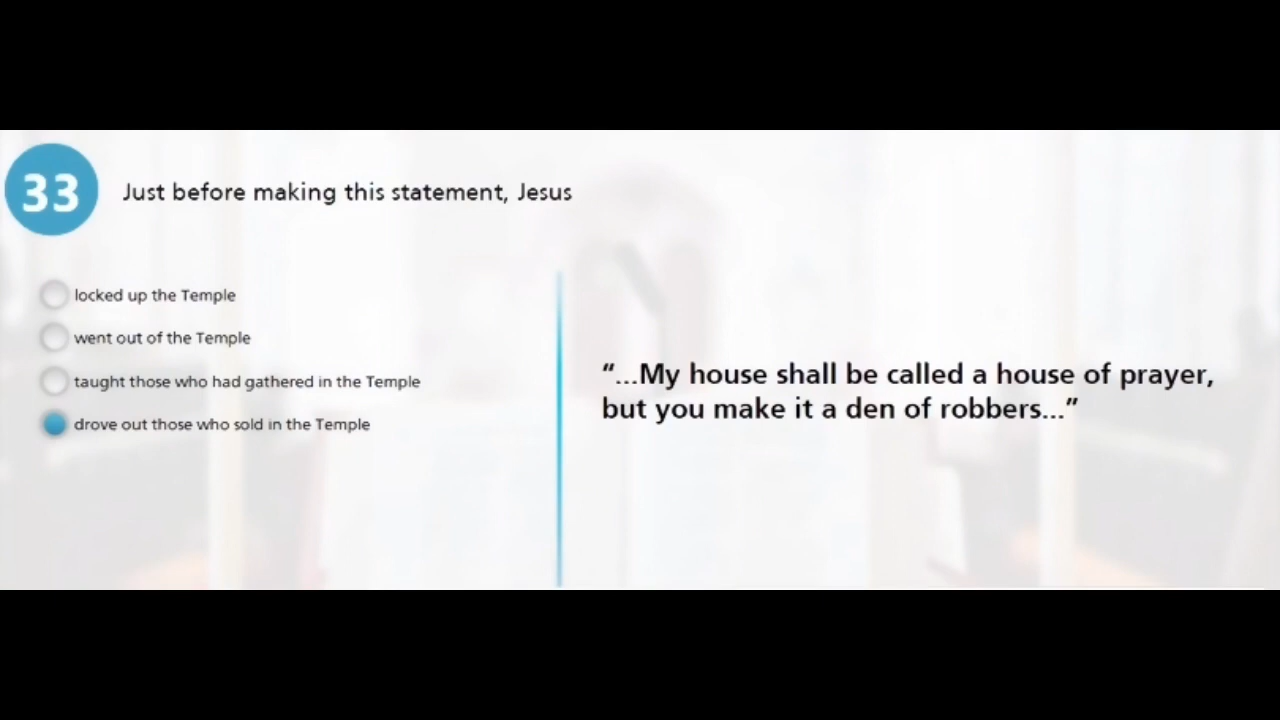 33
Just before making this statement, Jesus
locked up the Temple
went out of the Temple
taught those who had gathered in the Temple
drove out those who sold in the Temple
“...My house shall be called a house of prayer,
but you make it a den of robbers...”